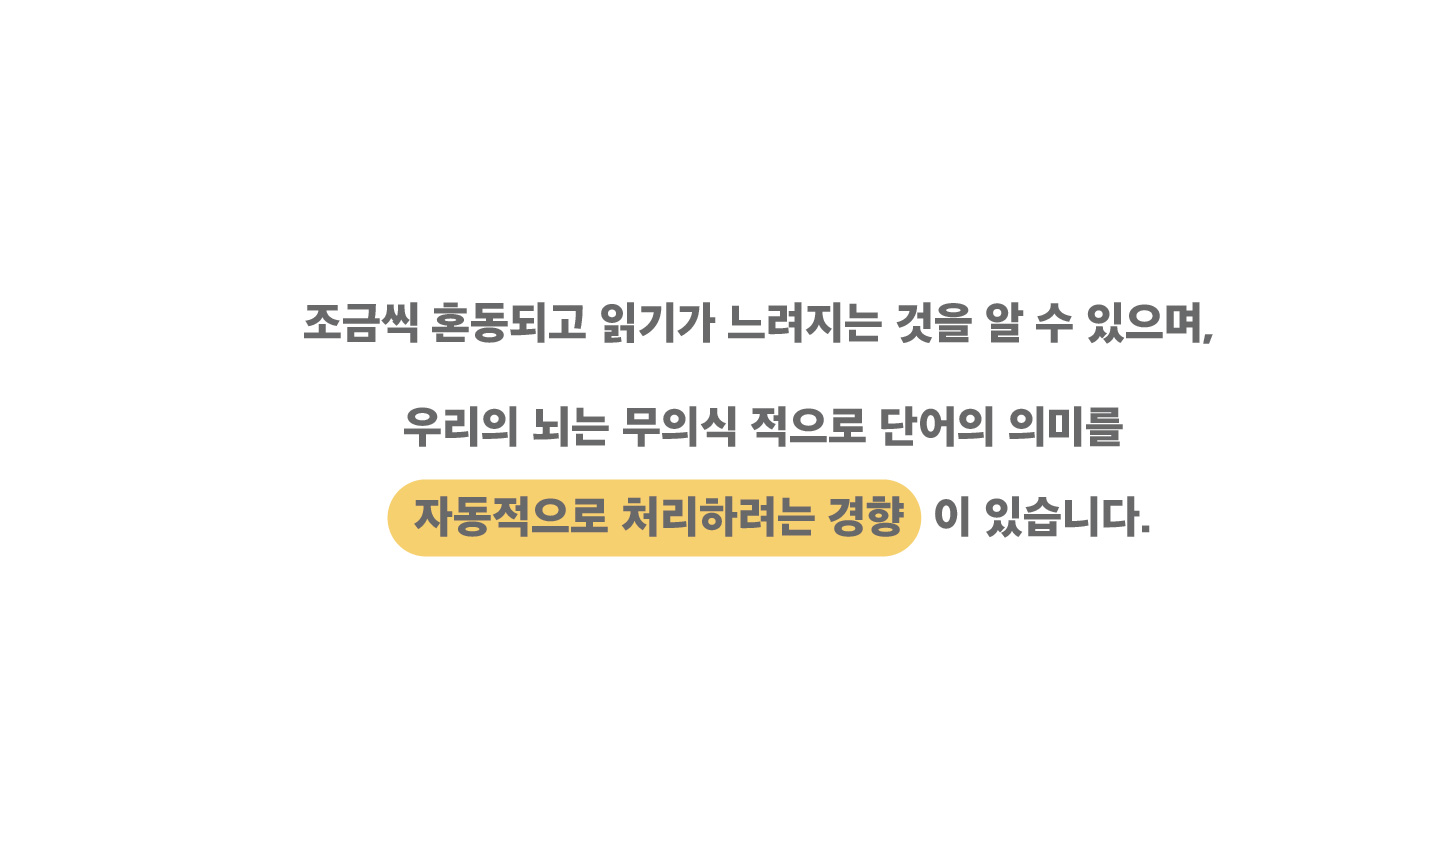 조금씩 혼동되고 읽기가 느려지는 것을 알 수 있으며,
우리의 뇌는 무의식 적으로 단어의 의미를
자동적으로 처리하려는 경향 이 있습니다.